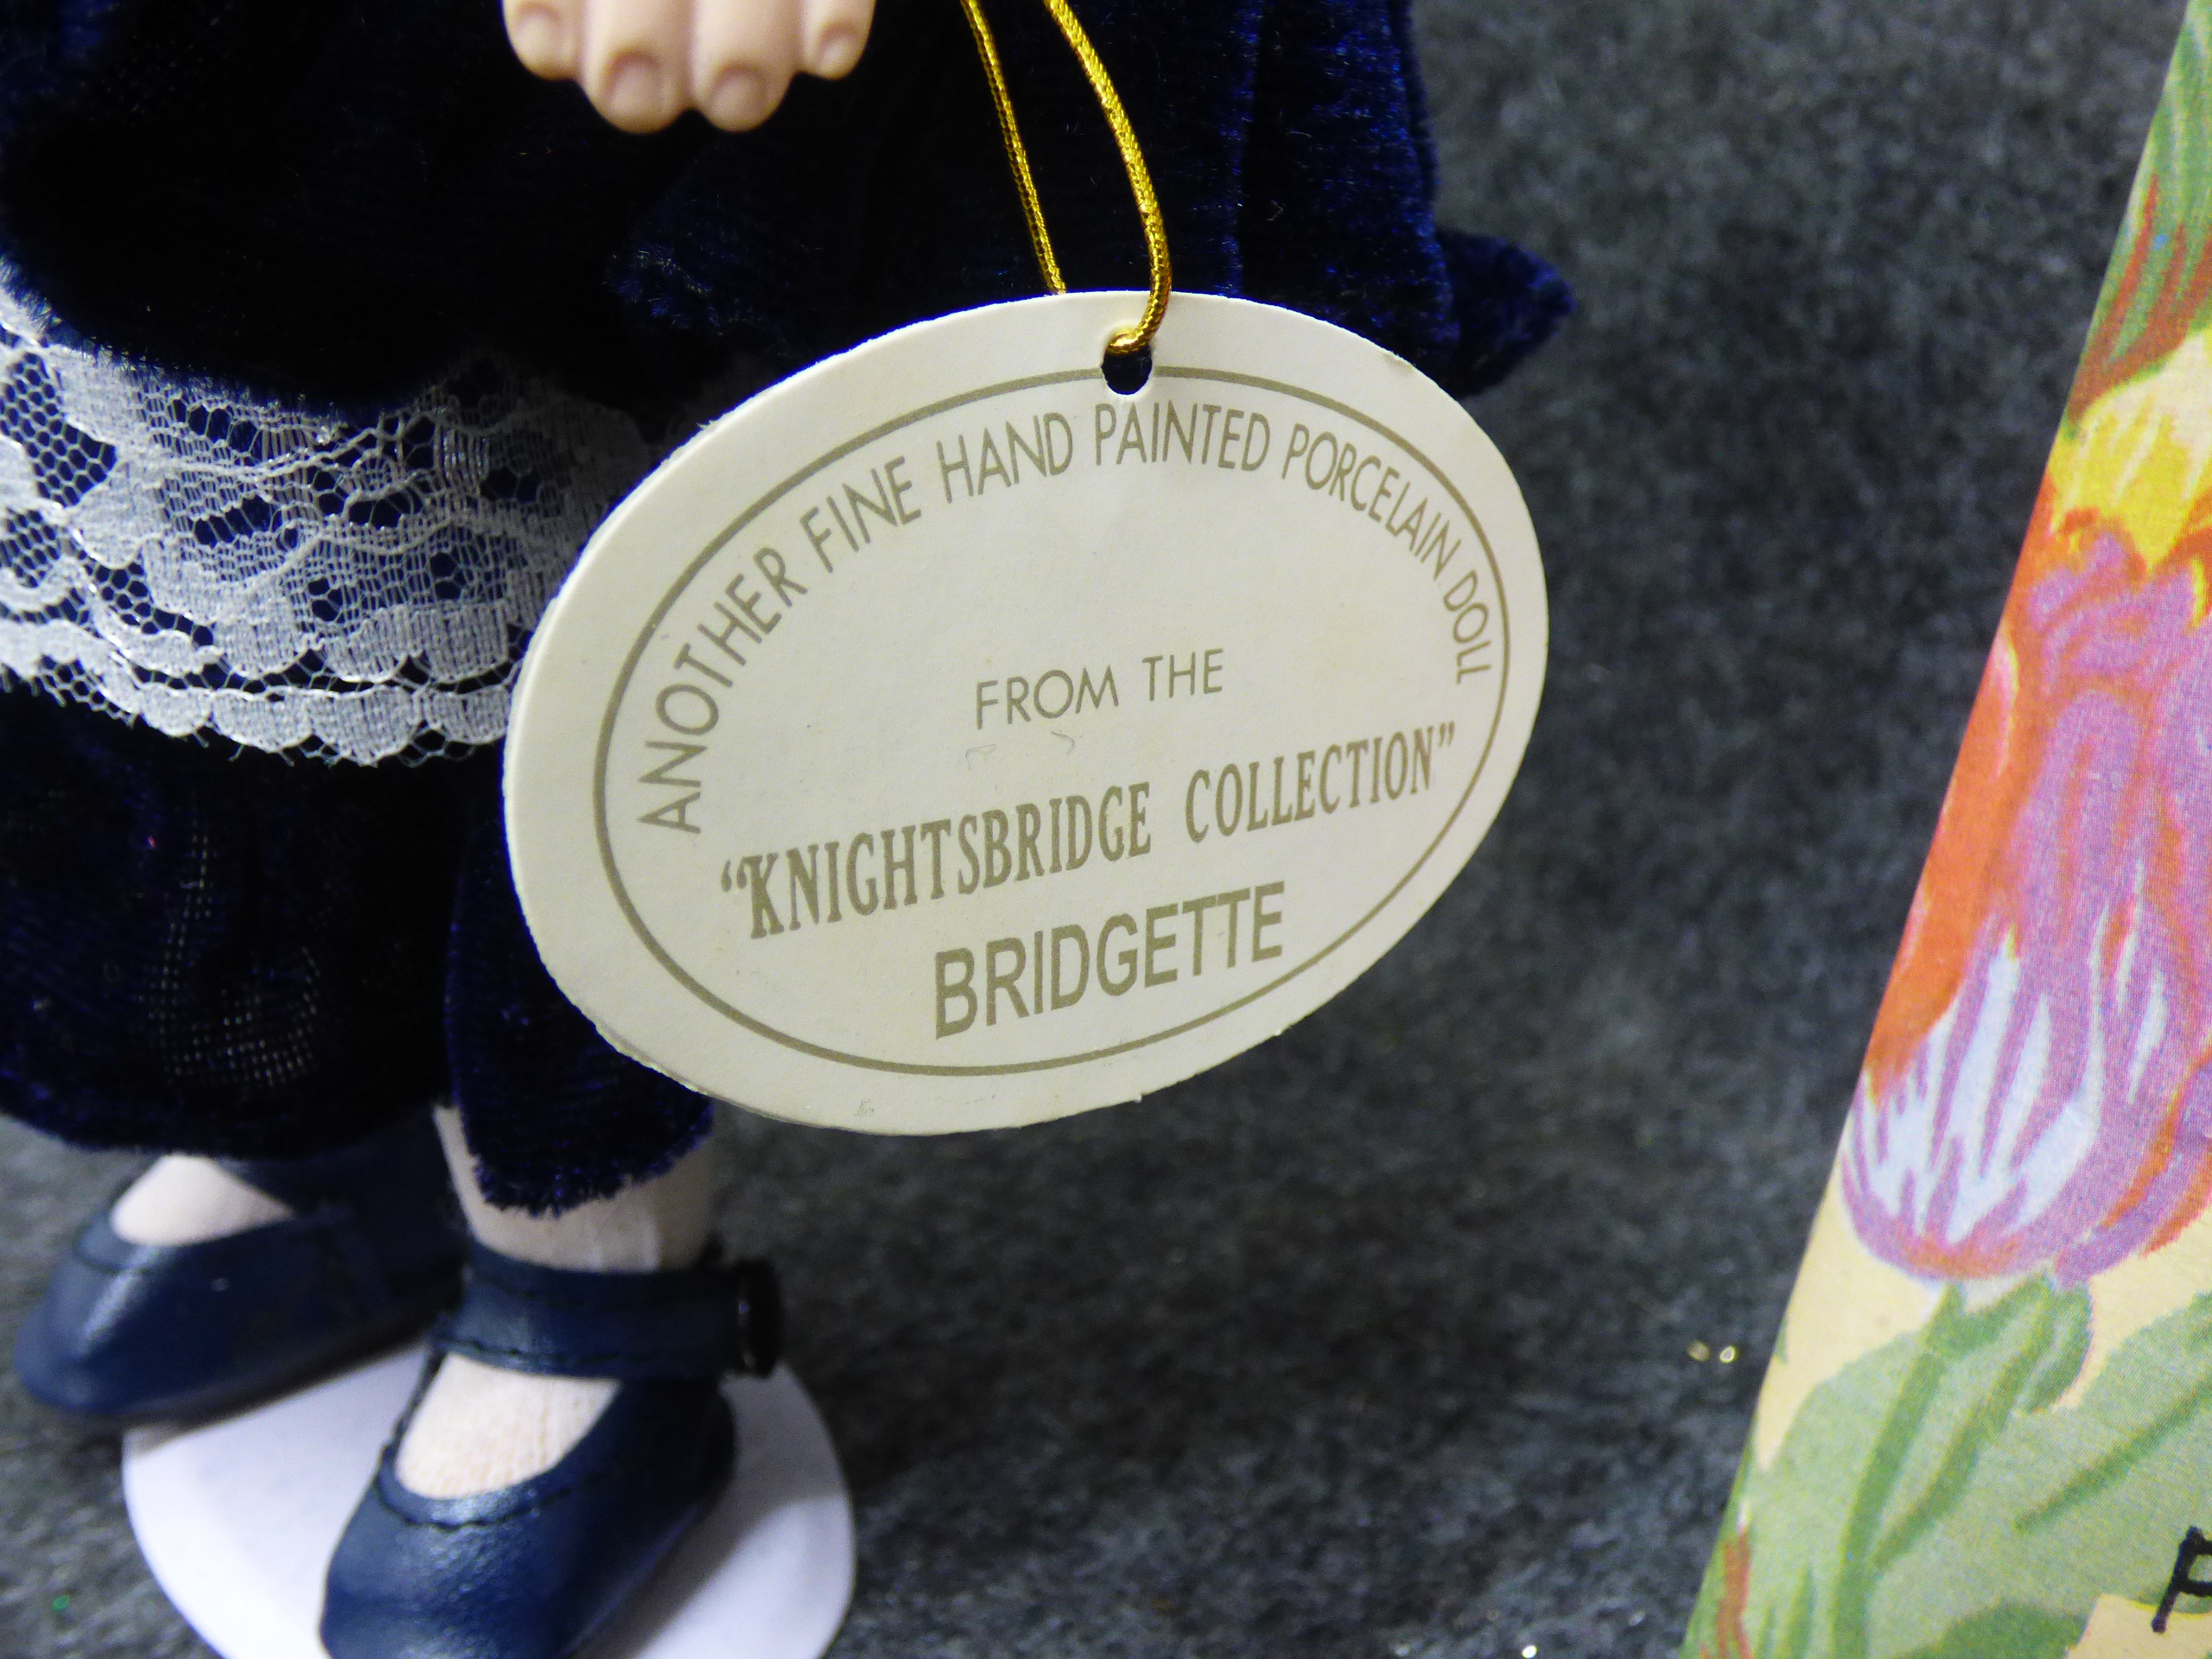 ANOTHER FINE HAND PAINTED PORCELAIN DOLL
FROM THE
“KNIGHTSBRIDGE COLLECTION”
BRIDGETTE